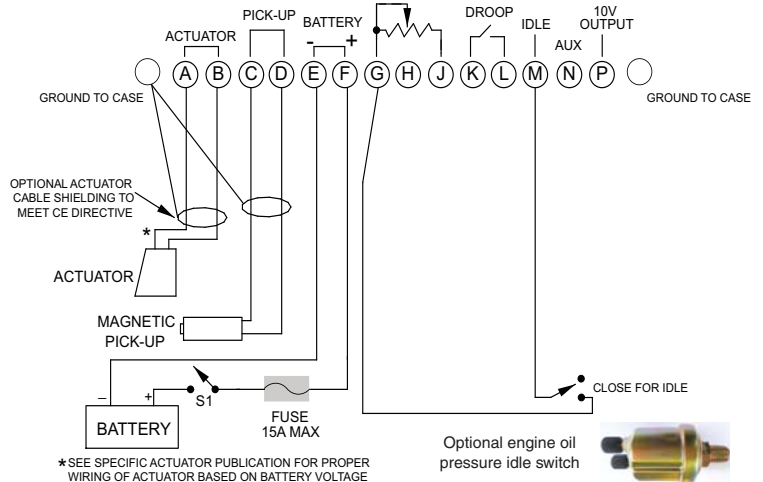 PICK-UP
DROOP
10V
OUTPUT
BATTERY
IDLE
ACTUATOR
- +
AUX
A B C D E F G H J K L M N P
GROUND TO CASE
GROUND TO CASE
OPTIONAL ACTUATOR
CABLE SHIELDING TO
MEET CE DIRECTIVE
*
ACTUATOR
MAGNETIC
PICK-UP
– +
S1
CLOSE FOR IDLE
BATTERY
FUSE
15A MAX
Optional engine oil
pressure idle switch
*SEE SPECIFIC ACTUATOR PUBLICATION FOR PROPER
WIRING OF ACTUATOR BASED ON BATTERY VOLTAGE